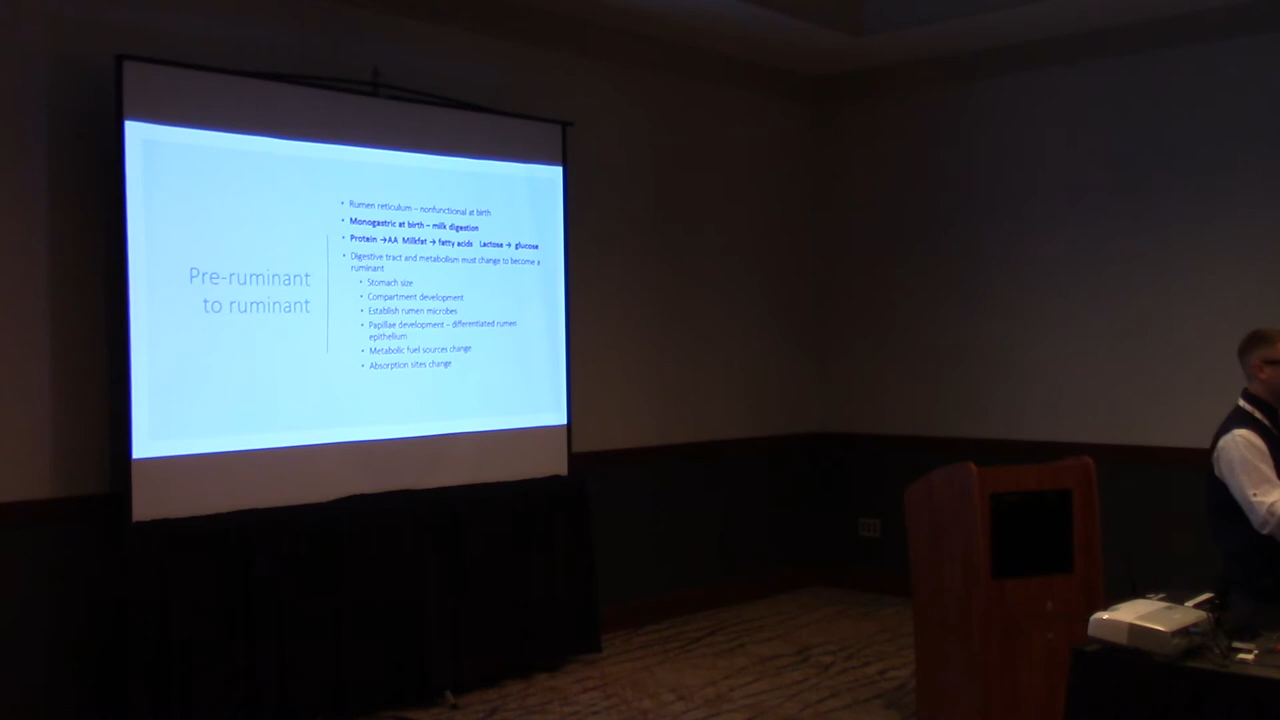 Pre-ruminant
to ruminant
• Rumen reticulum – nonfunctional at birth
• Monogastric at birth – milk digestion
• Protein →AA Milkfat → fatty acids Lactose → glucose
• Digestive tract and metabolism must change to become a
ruminant
• Stomach size
• Compartment development
• Establish rumen microbes
• Papillae development – differentiated rumen
epithelium
• Metabolic fuel sources change
• Absorption sites change